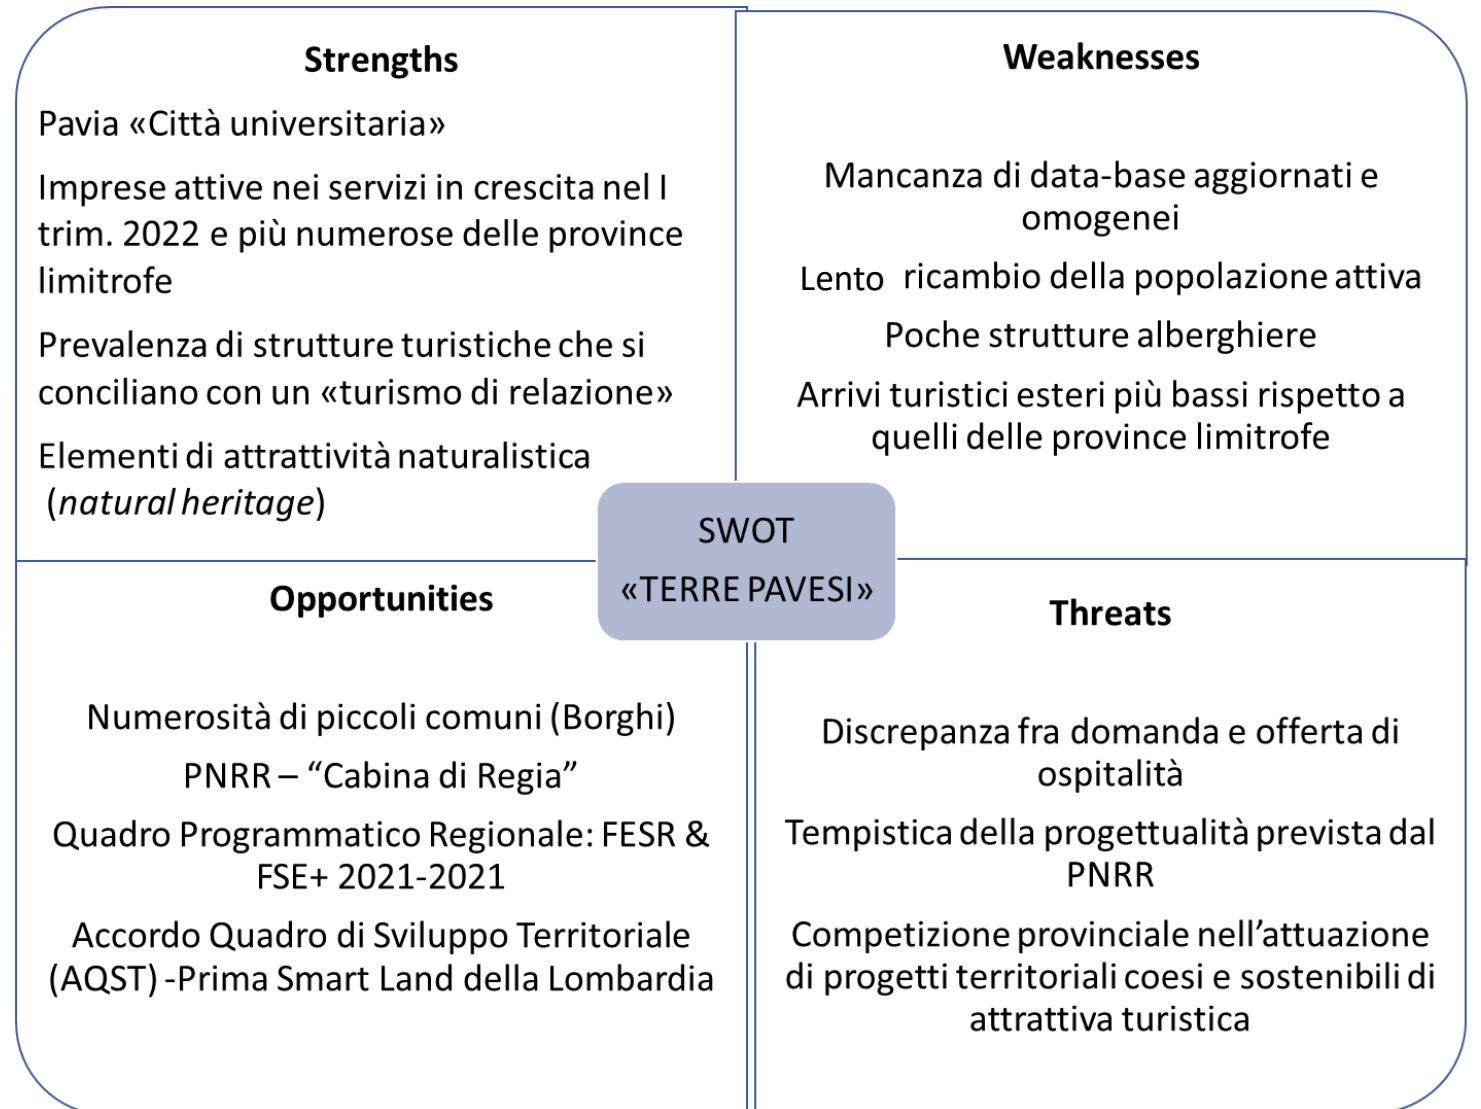 Strengths
Pavia «Città universitaria»
Imprese attive nei servizi in crescita nel I
trim. 2022 e più numerose delle province
limitrofe
Prevalenza di strutture turistiche che si
conciliano con un «turismo di relazione»
Elementi di attrattività naturalistica
(natural heritage)
Weaknesses
Mancanza di data-base aggiornati e
omogenei
Lento ricambio della popolazione attiva
Poche strutture alberghiere
Arrivi turistici esteri più bassi rispetto a
quelli delle province limitrofe
SWOT
«TERRE PAVESI»
Opportunities
Numerosità di piccoli comuni (Borghi)
PNRR – “Cabina di Regia”
Quadro Programmatico Regionale: FESR &
FSE+ 2021-2021
Accordo Quadro di Sviluppo Territoriale
(AQST) -Prima Smart Land della Lombardia
Threats
Discrepanza fra domanda e offerta di
ospitalità
Tempistica della progettualità prevista dal
PNRR
Competizione provinciale nell’attuazione
di progetti territoriali coesi e sostenibili di
attrattiva turistica